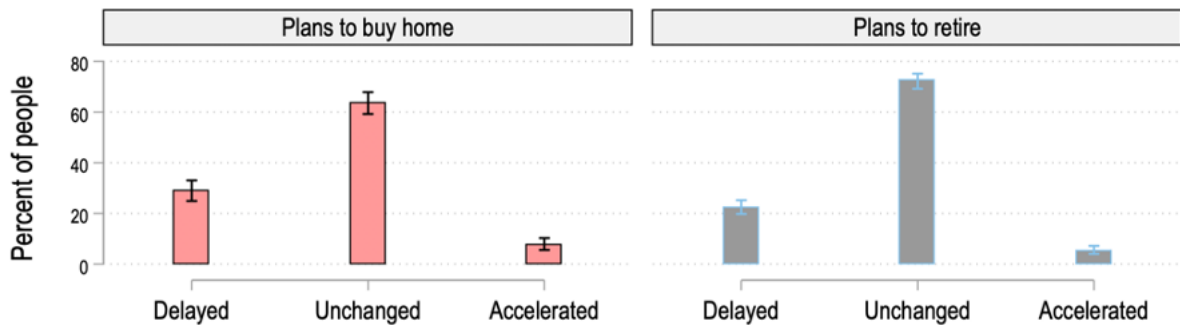 Plans to buy home
Plans to retire
Percent of people
80
60
40
20
0
Delayed
Unchanged
Accelerated
Delayed
Unchanged
Accelerated